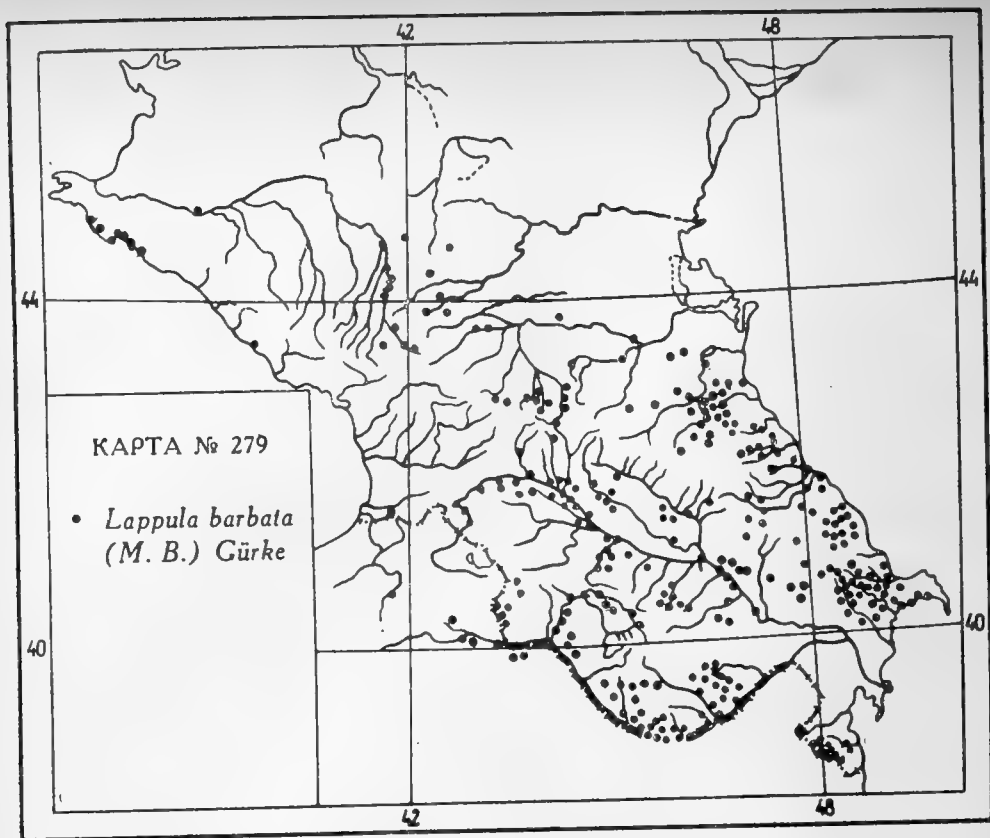 42 48
44 44
КАРТА № 279
• Lappula barbata
(M. B.) Gürke
40 40
42 48